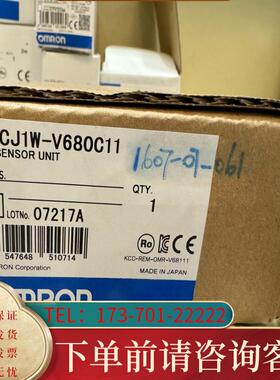 OMRON
CJ1W-V680C11
SENSOR UNIT
1607-07-061
S.
QTY.
1
LOT No. 07217A
547648 510714
KCC-REM-OMR-V68111
RON Corporation
MADE IN JAPAN
OMRON
TEL：173-701-22222
下单前请咨询客